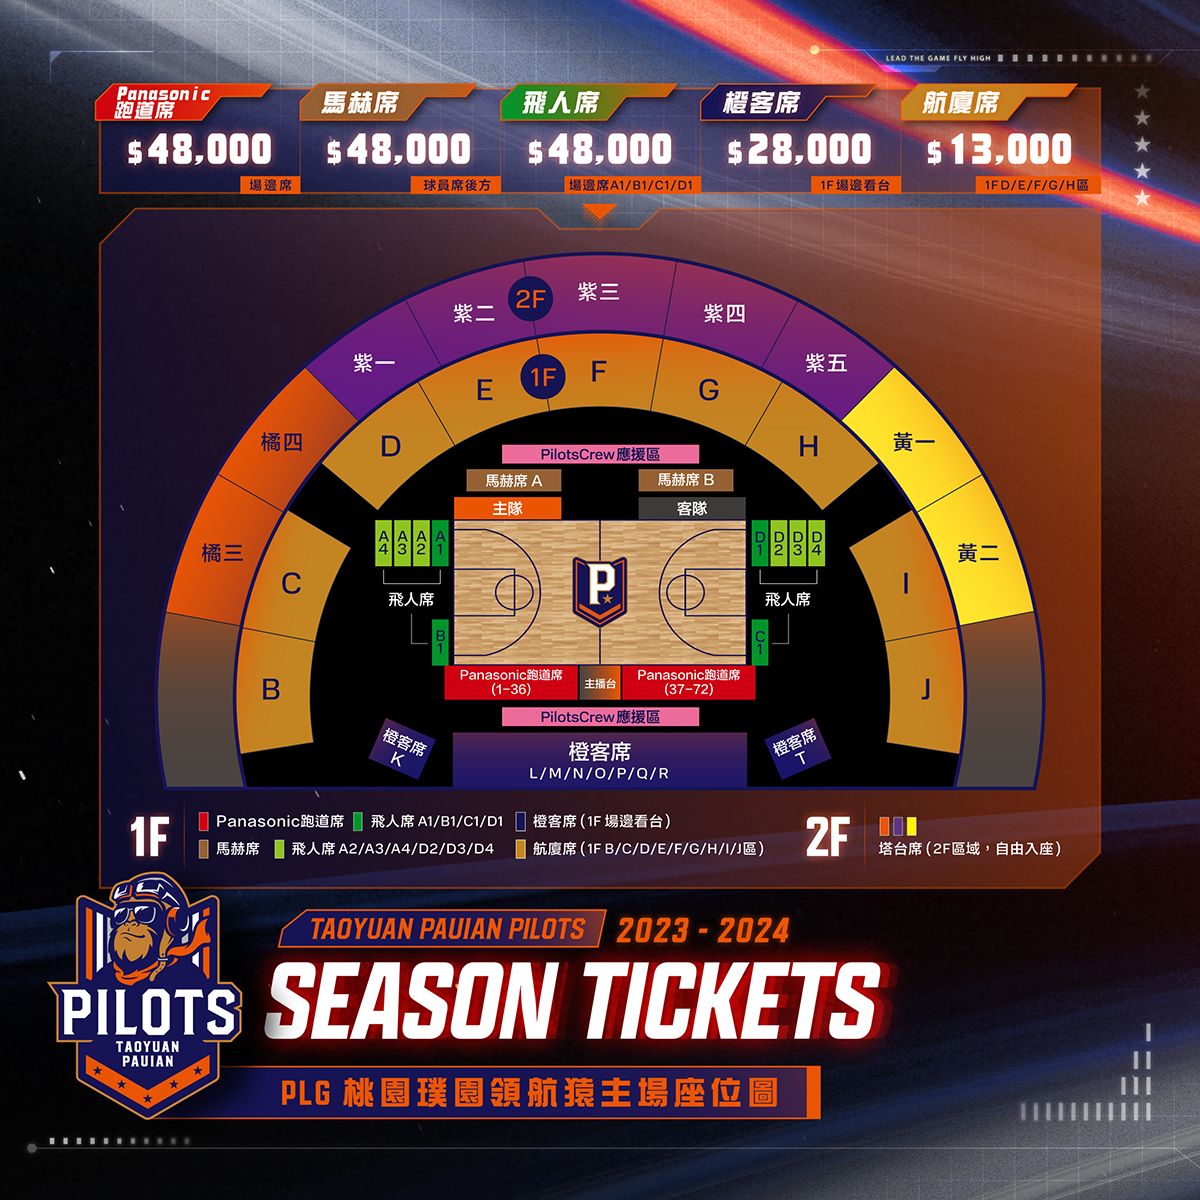 LEAD THE GAME FLY HIGH
Panasonic
跑道席
$48,000
場邊席
馬赫席
$48,000
球員席後方
飛人席
$48,000
場邊席A1/B1/C1/D1
橙客席
$28,000
1F場邊看台
航廈席
$13,000
1FD/E/F/G/H區
紫三
2F
紫二
紫四
紫一
紫五
橘四
黃一
橘三
黃二
1F
F
E
G
D
H
C
I
B
J
PilotsCrew應援區
馬赫席 A
馬赫席 B
主隊
客隊
A4
A3
A2
A1
D1
D2
D3
D4
飛人席
飛人席
P
B1
C1
Panasonic跑道席
(1-36)
主播台
Panasonic跑道席
(37-72)
PilotsCrew應援區
橙客席
K
橙客席
L/M/N/O/P/Q/R
橙客席
T
1F
Panasonic跑道席
飛人席 A1/B1/C1/D1
橙客席 (1F 場邊看台)
馬赫席
飛人席 A2/A3/A4/D2/D3/D4
航廈席 (1F B/C/D/E/F/G/H/I/J區)
2F
塔台席 (2F區域，自由入座)
PILOTS
TAOYUAN
PAUIAN
TAOYUAN PAUIAN PILOTS
2023 - 2024
SEASON TICKETS
PLG 桃園璞園領航猿主場座位圖